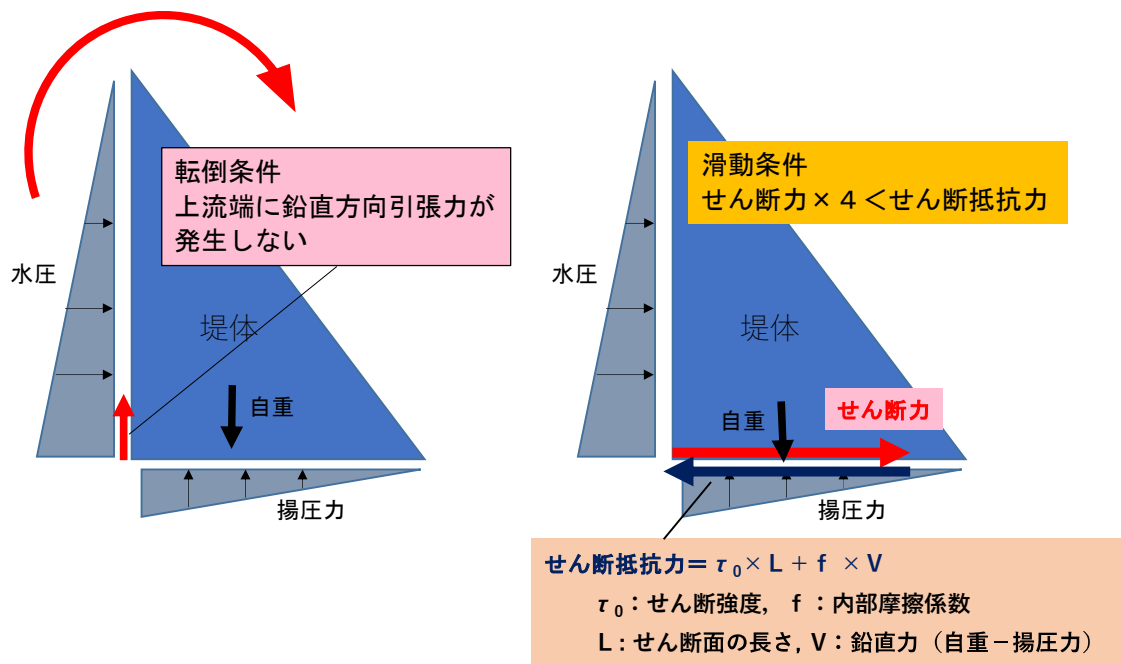 転倒条件
上流端に鉛直方向引張力が
発生しない
水圧
堤体
自重
揚圧力
滑動条件
せん断力×４＜せん断抵抗力
水圧
堤体
せん断力
自重
揚圧力
せん断抵抗力＝τ₀×L＋f ×V
τ₀：せん断強度，f：内部摩擦係数
L：せん断面の長さ，V：鉛直力（自重－揚圧力）